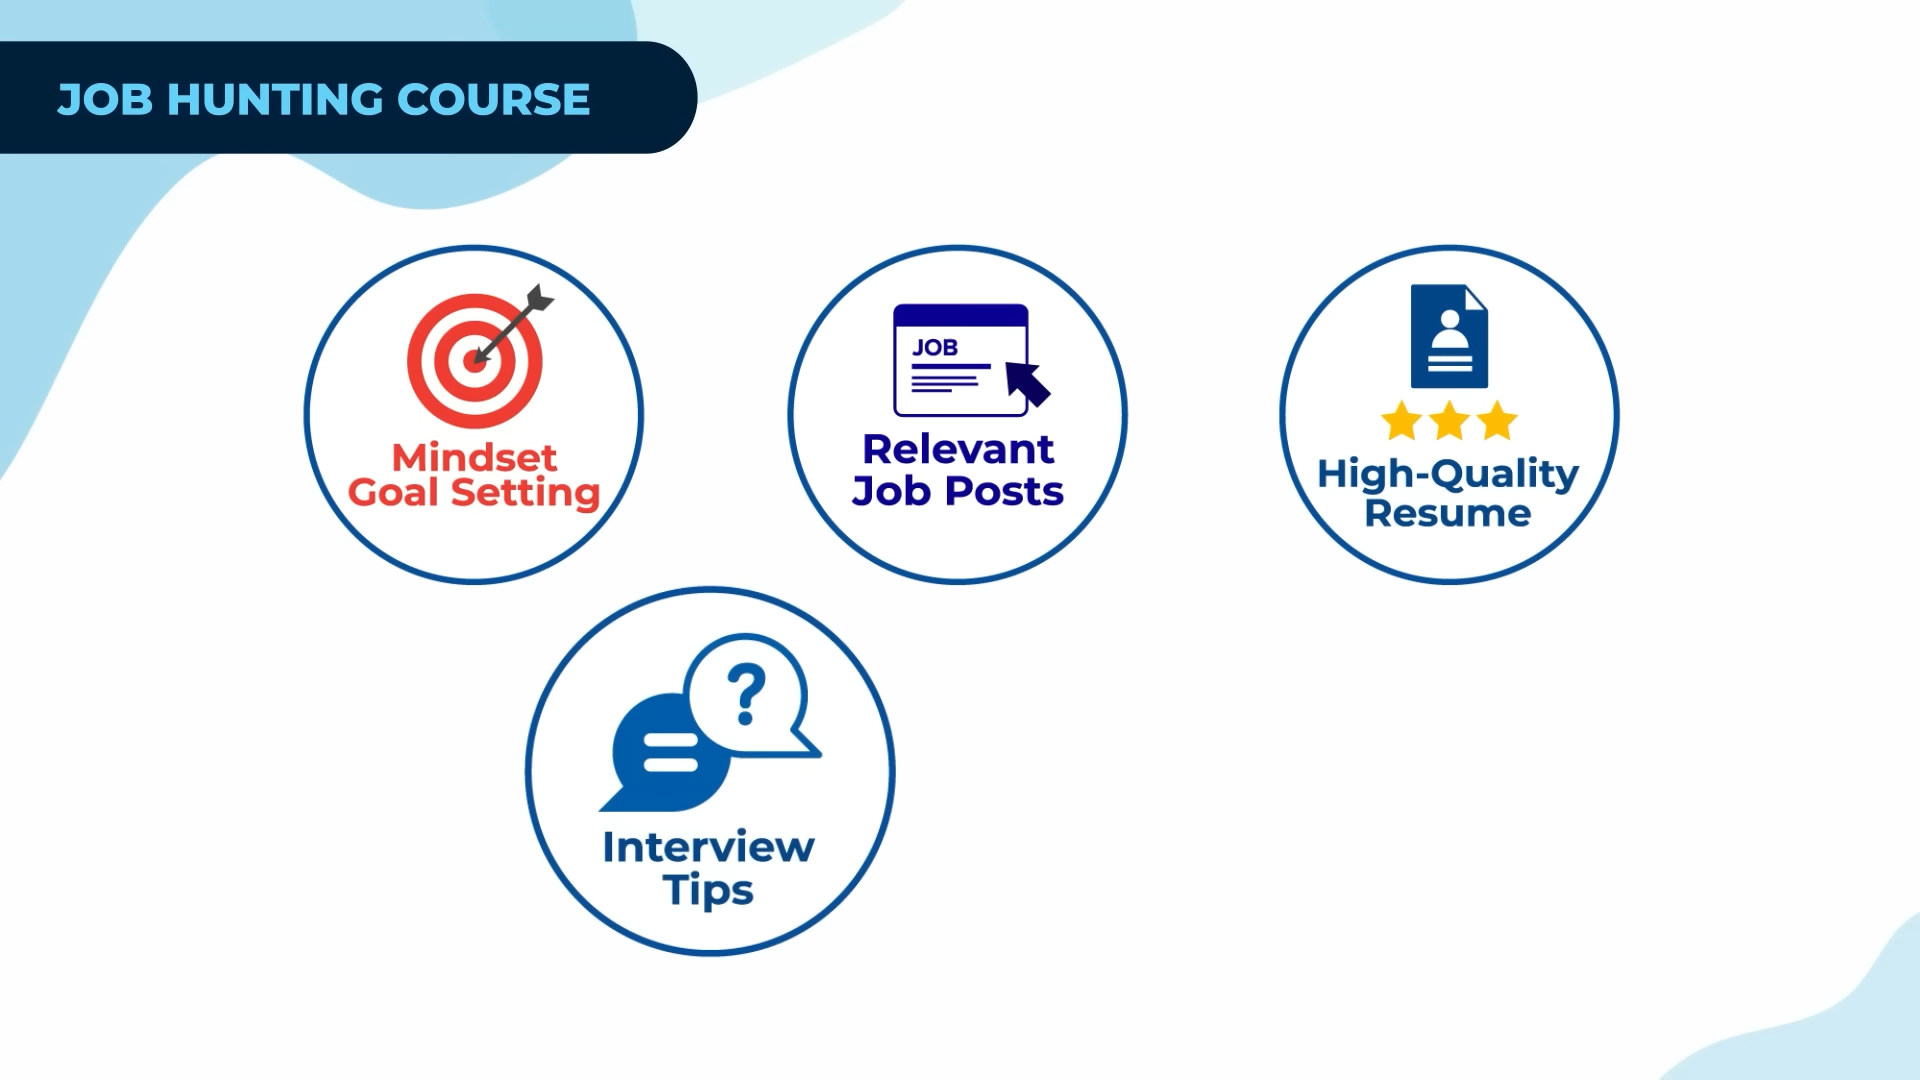 JOB HUNTING COURSE
Mindset
Goal Setting
JOB
Relevant
Job Posts
High-Quality
Resume
?
Interview
Tips